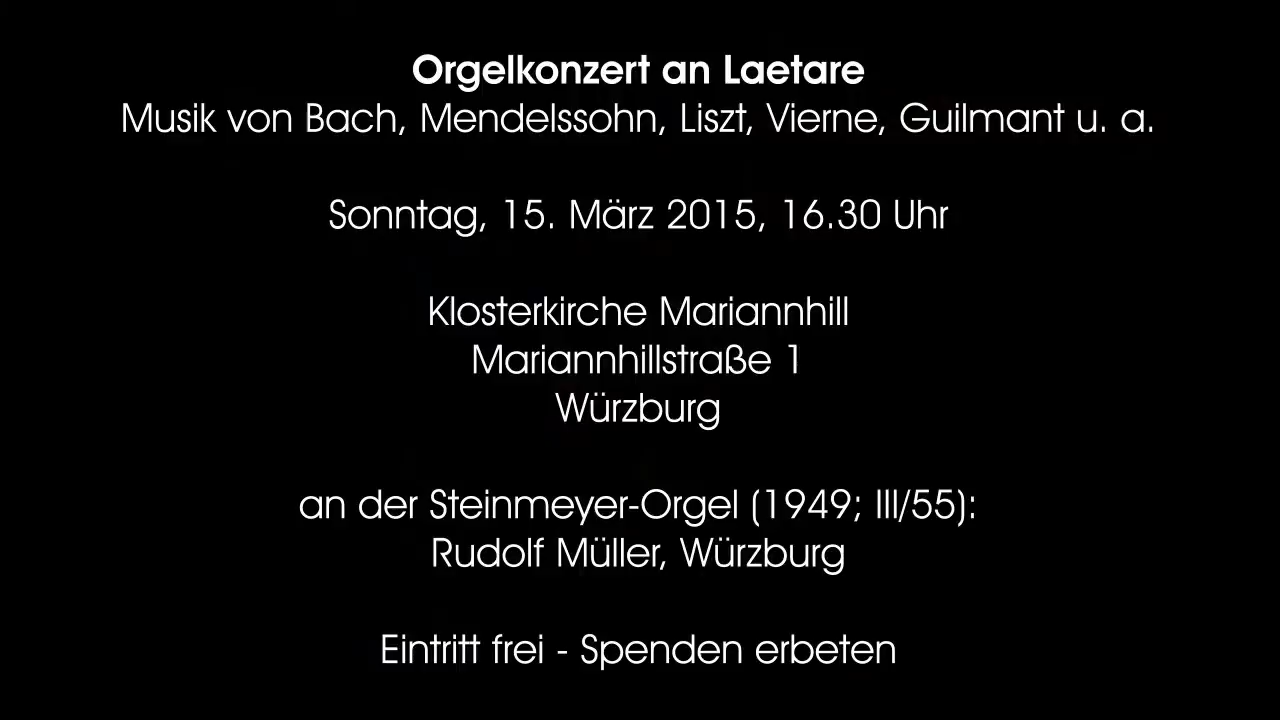 Orgelkonzert an Laetare
Musik von Bach, Mendelssohn, Liszt, Vierne, Guilmant u. a.
Sonntag, 15. März 2015, 16.30 Uhr
Klosterkirche Mariannhill
Mariannhillstraße 1
Würzburg
an der Steinmeyer-Orgel (1949; III/55):
Rudolf Müller, Würzburg
Eintritt frei - Spenden erbeten